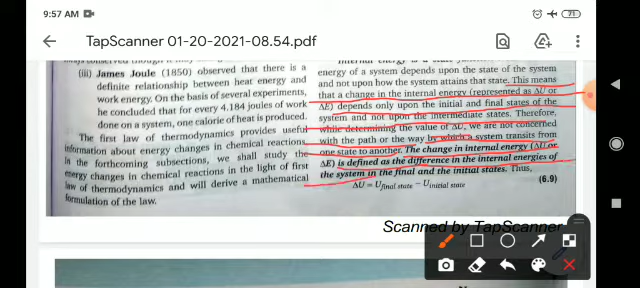 9:57 AM
71
TapScanner 01-20-2021-08.54.pdf
(iii) James Joule (1850) observed that there is a
definite relationship between heat energy and
work energy. On the basis of several experiments,
he concluded that for every 4.184 joules of work
done on a system, one calorie of heat is produced.
The first law of thermodynamics provides useful
information about energy changes in chemical reactions.
In the forthcoming subsections, we shall study the
energy changes in chemical reactions in the light of first
law of thermodynamics and will derive a mathematical
formulation of the law.
energy of a system depends upon the state of the system
and not upon how the system attains that state. This means
that a change in the internal energy (represented as ΔU or
ΔE) depends only upon the initial and final states of the
system and not upon the intermediate states. Therefore,
while determining the value of ΔU, we are not concerned
with the path or the way by which a system transits from
one state to another. The change in internal energy (ΔU or
ΔE) is defined as the difference in the internal energies of
the system in the final and the initial states. Thus,
ΔU = U final state − U initial state (6.9)
Scanned by TapScanner